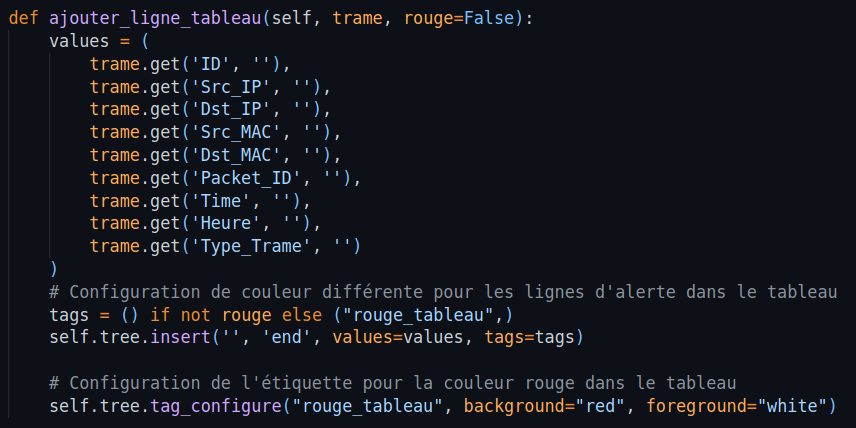 def ajouter_ligne_tableau(self, trame, rouge=False):
    values = (
        trame.get('ID', ''),
        trame.get('Src_IP', ''),
        trame.get('Dst_IP', ''),
        trame.get('Src_MAC', ''),
        trame.get('Dst_MAC', ''),
        trame.get('Packet_ID', ''),
        trame.get('Time', ''),
        trame.get('Heure', ''),
        trame.get('Type_Trame', '')
    )
    # Configuration de couleur différente pour les lignes d'alerte dans le tableau
    tags = () if not rouge else ("rouge_tableau",)
    self.tree.insert('', 'end', values=values, tags=tags)

    # Configuration de l'étiquette pour la couleur rouge dans le tableau
    self.tree.tag_configure("rouge_tableau", background="red", foreground="white")